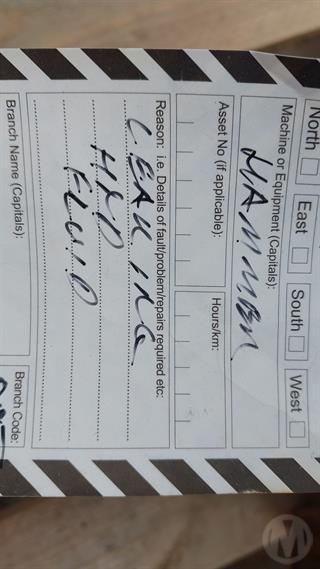 North East South West
Machine or Equipment (Capitals):
HAMMER
Asset No (if applicable): Hours/km:
Reason: i.e. Details of fault/problem/repairs required etc:
LEAKING
HYD
FLUID
Branch Name (Capitals): Branch Code:
M